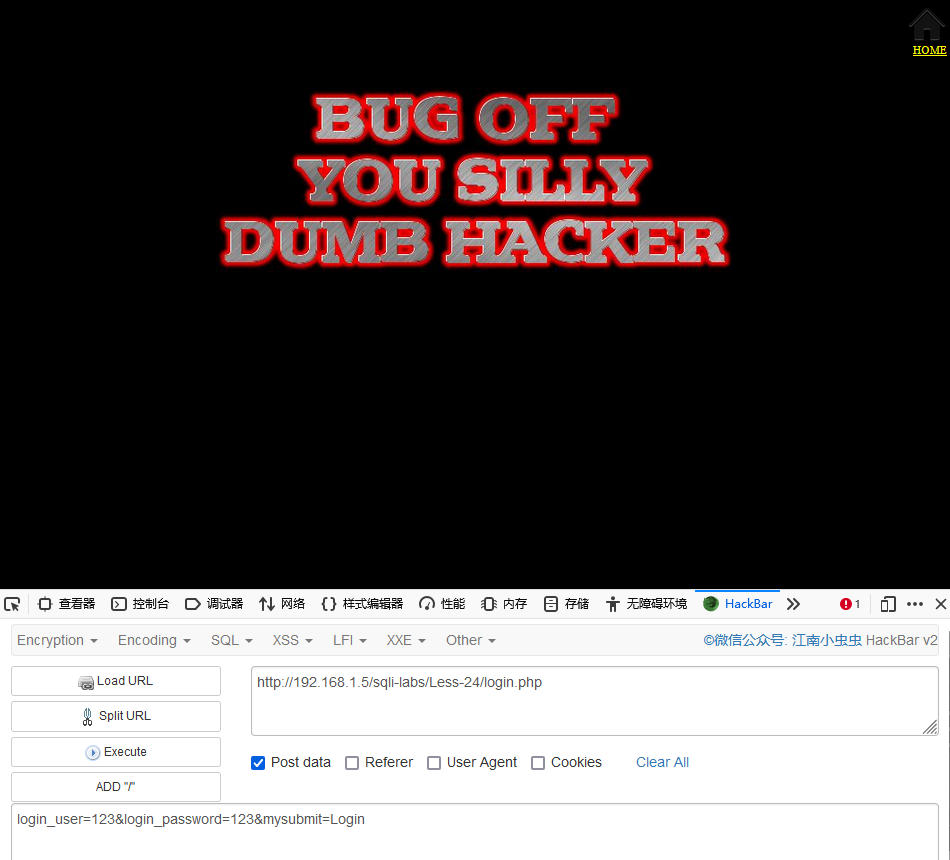 HOME
BUG OFF
YOU SILLY
DUMB HACKER
查看器 控制台 调试器 网络 样式编辑器 性能 内存 存储 无障碍环境 HackBar 1
Encryption Encoding SQL XSS LFI XXE Other ©微信公众号: 江南小虫虫 HackBar v2
Load URL
http://192.168.1.5/sqli-labs/Less-24/login.php
Split URL
Execute
Post data Referer User Agent Cookies Clear All
ADD "/"
login_user=123&login_password=123&mysubmit=Login